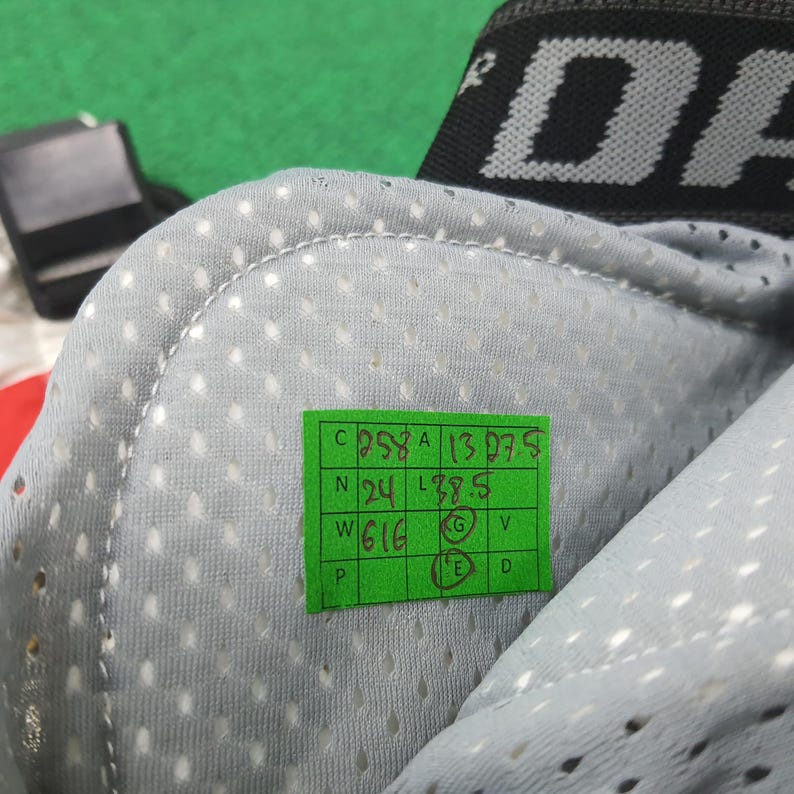 DA
C 258 A 13 27.5
N 24 L 38.5
W 616 G V
P E D